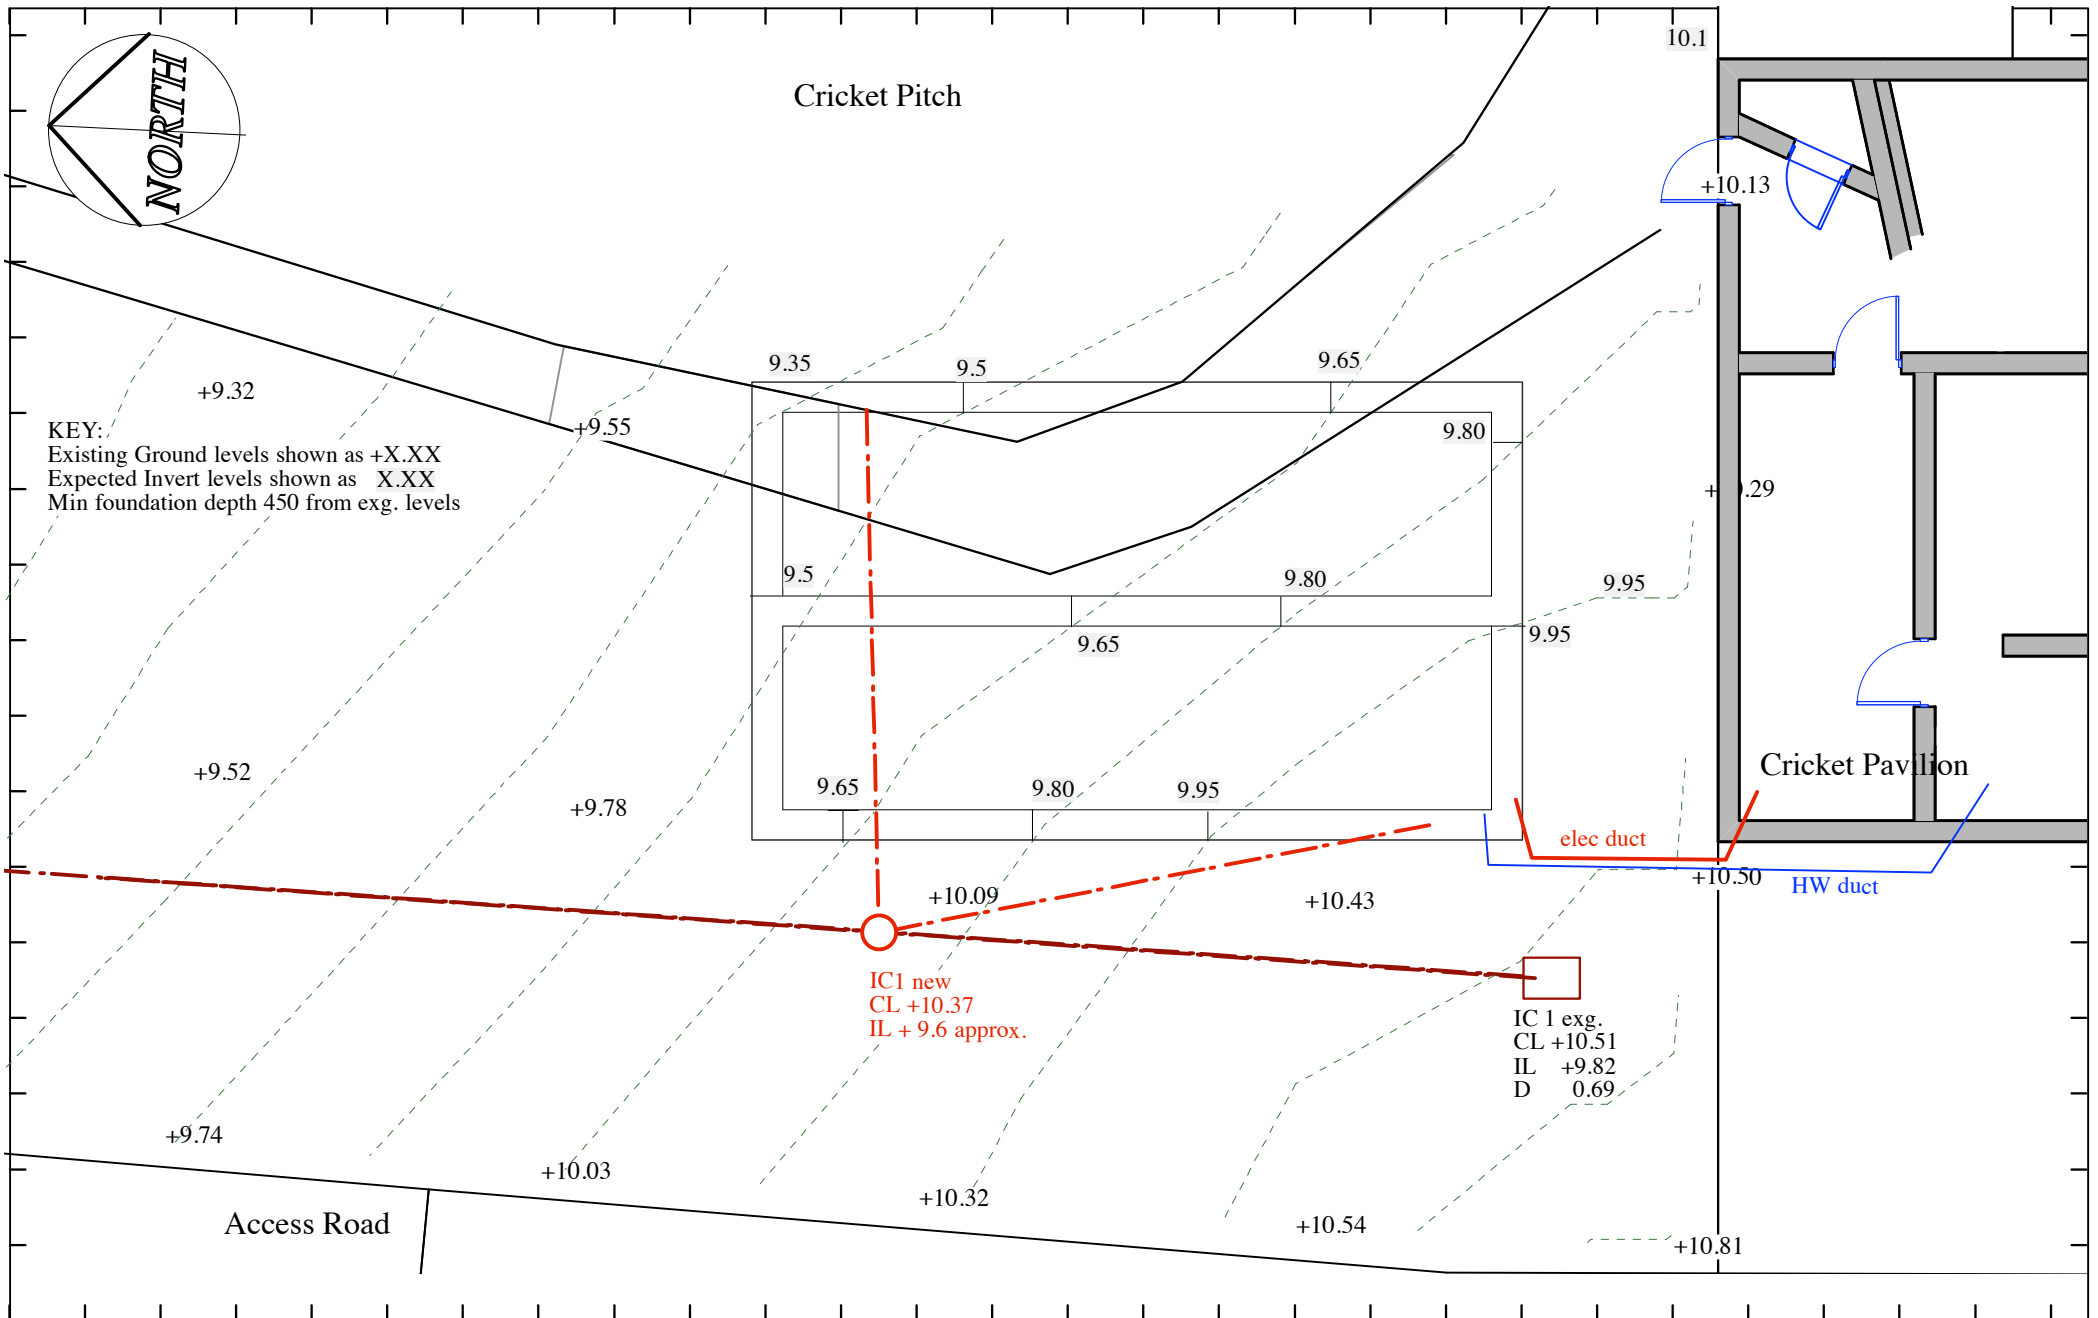 10.1
NORTH
Cricket Pitch
+10.13
9.35
9.5
9.65
+9.32
+9.55
9.80
KEY:
Existing Ground levels shown as +X.XX
Expected Invert levels shown as X.XX
Min foundation depth 450 from exg. levels
9.5
9.80
9.95
9.65
9.95
Cricket Pavilion
+9.52
9.65
9.80
9.95
+9.78
elec duct
+10.50
HW duct
+10.09
+10.43
IC1 new
CL +10.37
IL + 9.6 approx.
IC 1 exg.
CL +10.51
IL +9.82
D 0.69
+9.74
+10.03
+10.32
+10.54
+10.81
Access Road